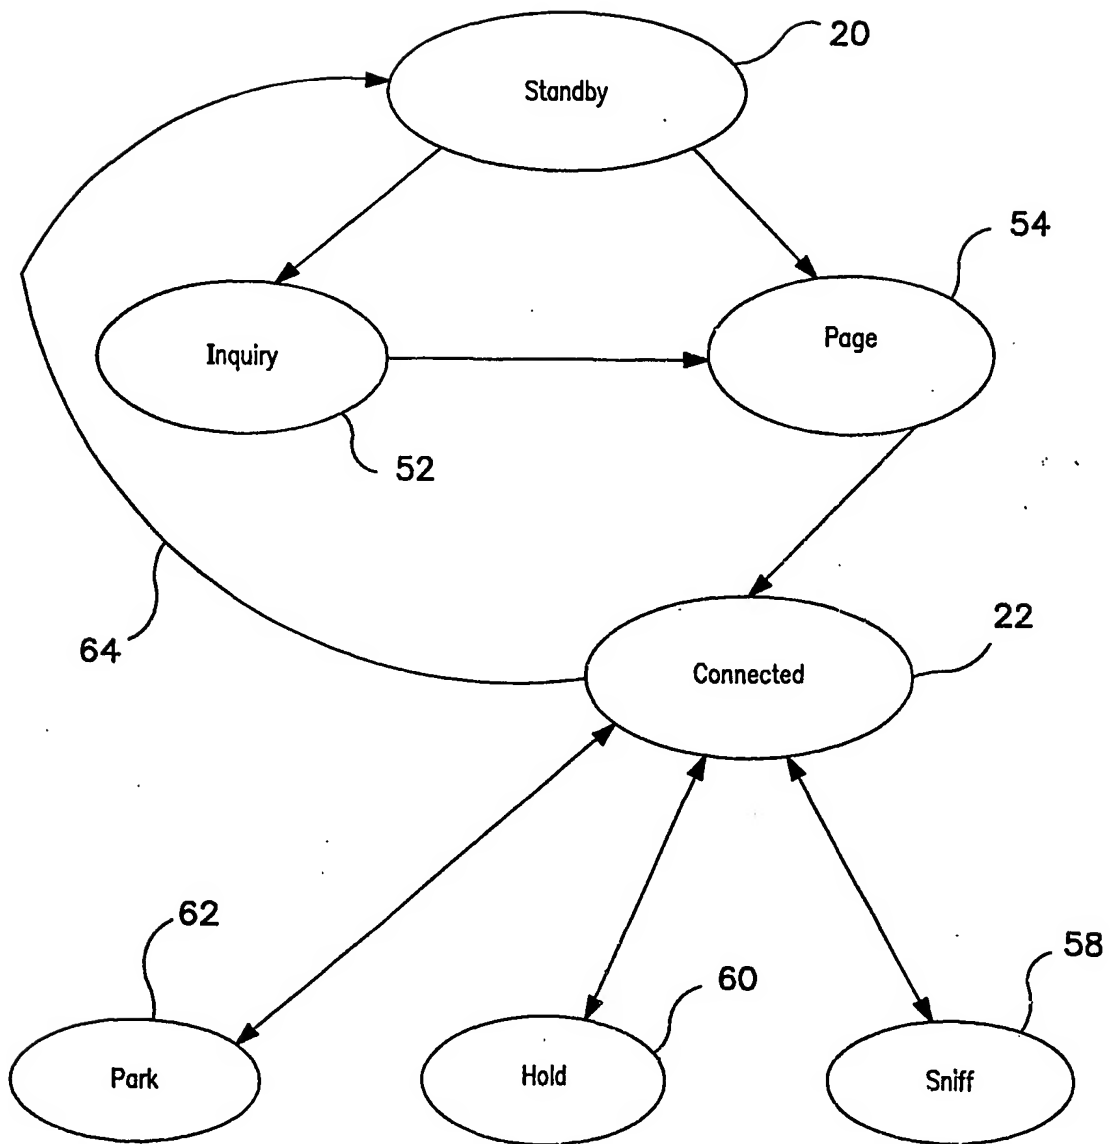 20
Standby
54
Page
Inquiry
52
22
64
Connected
62
58
60
Park
Hold
Sniff